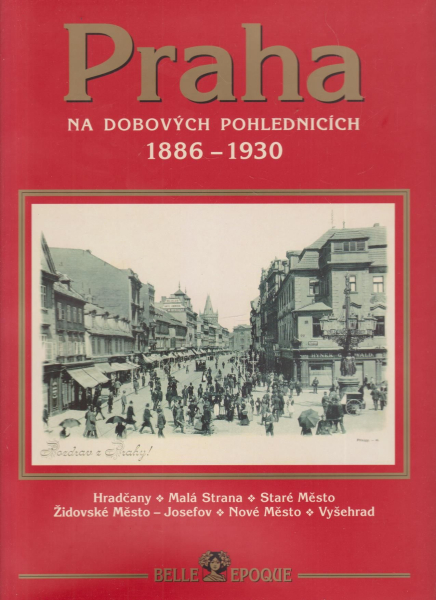 Praha
NA DOBOVÝCH POHLEDNICÍCH
1886 – 1930
Pozdrav z Prahy!
Hradčany ❖ Malá Strana ❖ Staré Město
Židovské Město – Josefov ❖ Nové Město ❖ Vyšehrad
BELLE EPOQUE